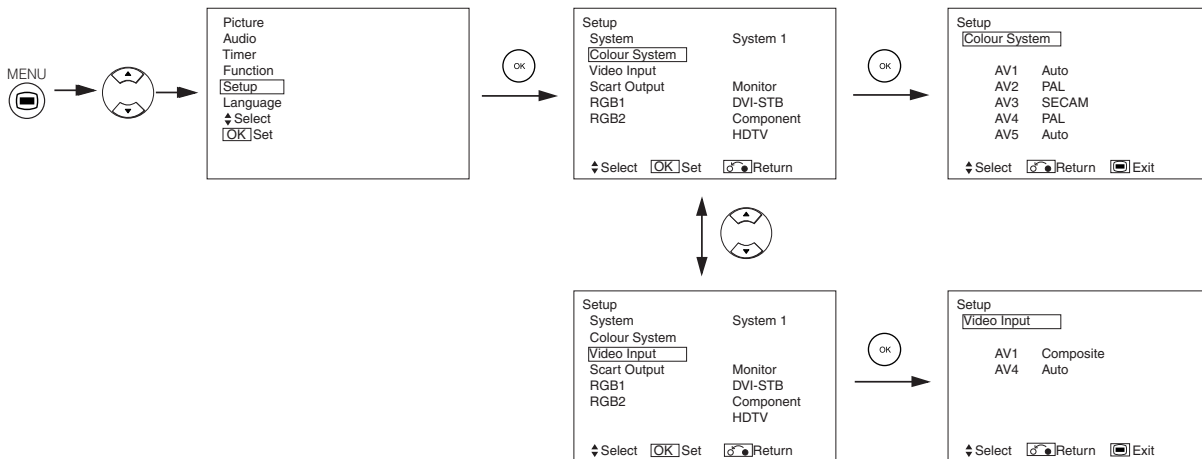 MENU
Picture
Audio
Timer
Function
Setup
Language
Select
OK Set
OK
Setup
System System 1
Colour System
Video Input
Scart Output Monitor
RGB1 DVI-STB
RGB2 Component
HDTV
Select OK Set Return
OK
Setup
Colour System
AV1 Auto
AV2 PAL
AV3 SECAM
AV4 PAL
AV5 Auto
Select Return Exit
Setup
System System 1
Colour System
Video Input
Scart Output Monitor
RGB1 DVI-STB
RGB2 Component
HDTV
Select OK Set Return
OK
Setup
Video Input
AV1 Composite
AV4 Auto
Select Return Exit